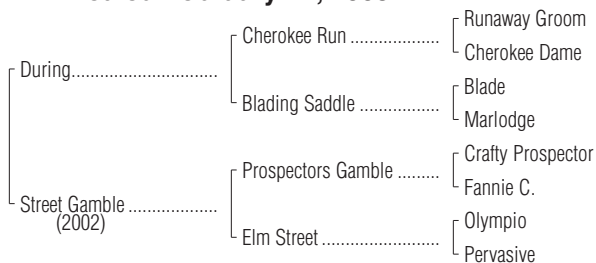 Runaway Groom
Cherokee Run ..................
Cherokee Dame
During.............................
Blade
Blading Saddle ................
Marlodge
Crafty Prospector
Prospectors Gamble ........
Fannie C.
Street Gamble ..................
(2002)
Olympio
Elm Street .......................
Pervasive